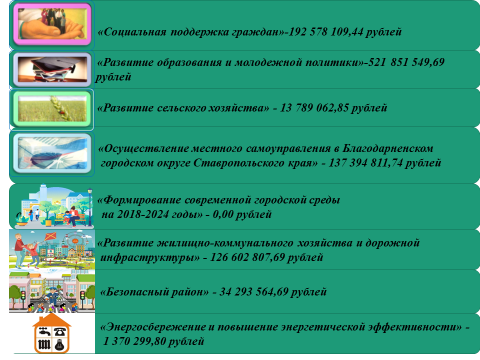 «Социальная поддержка граждан»-192 578 109,44 рублей
«Развитие образования и молодежной политики»-521 851 549,69
рублей
«Развитие сельского хозяйства» - 13 789 062,85 рублей
«Осуществление местного самоуправления в Благодарненском
городском округе Ставропольского края» - 137 394 811,74 рублей
«Формирование современной городской среды
на 2018-2024 годы» - 0,00 рублей
«Развитие жилищно-коммунального хозяйства и дорожной
инфраструктуры» - 126 602 807,69 рублей
«Безопасный район» - 34 293 564,69 рублей
«Энергосбережение и повышение энергетической эффективности» -
1 370 299,80 рублей